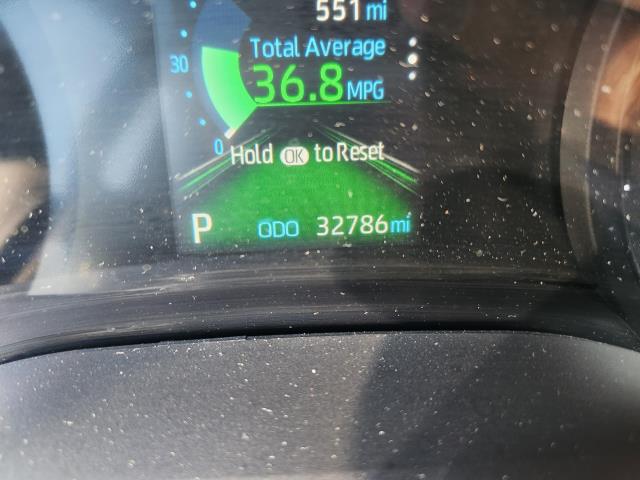 551 mi
Total Average
30
36.8 MPG
0
Hold OK to Reset
P ODO 32786 mi